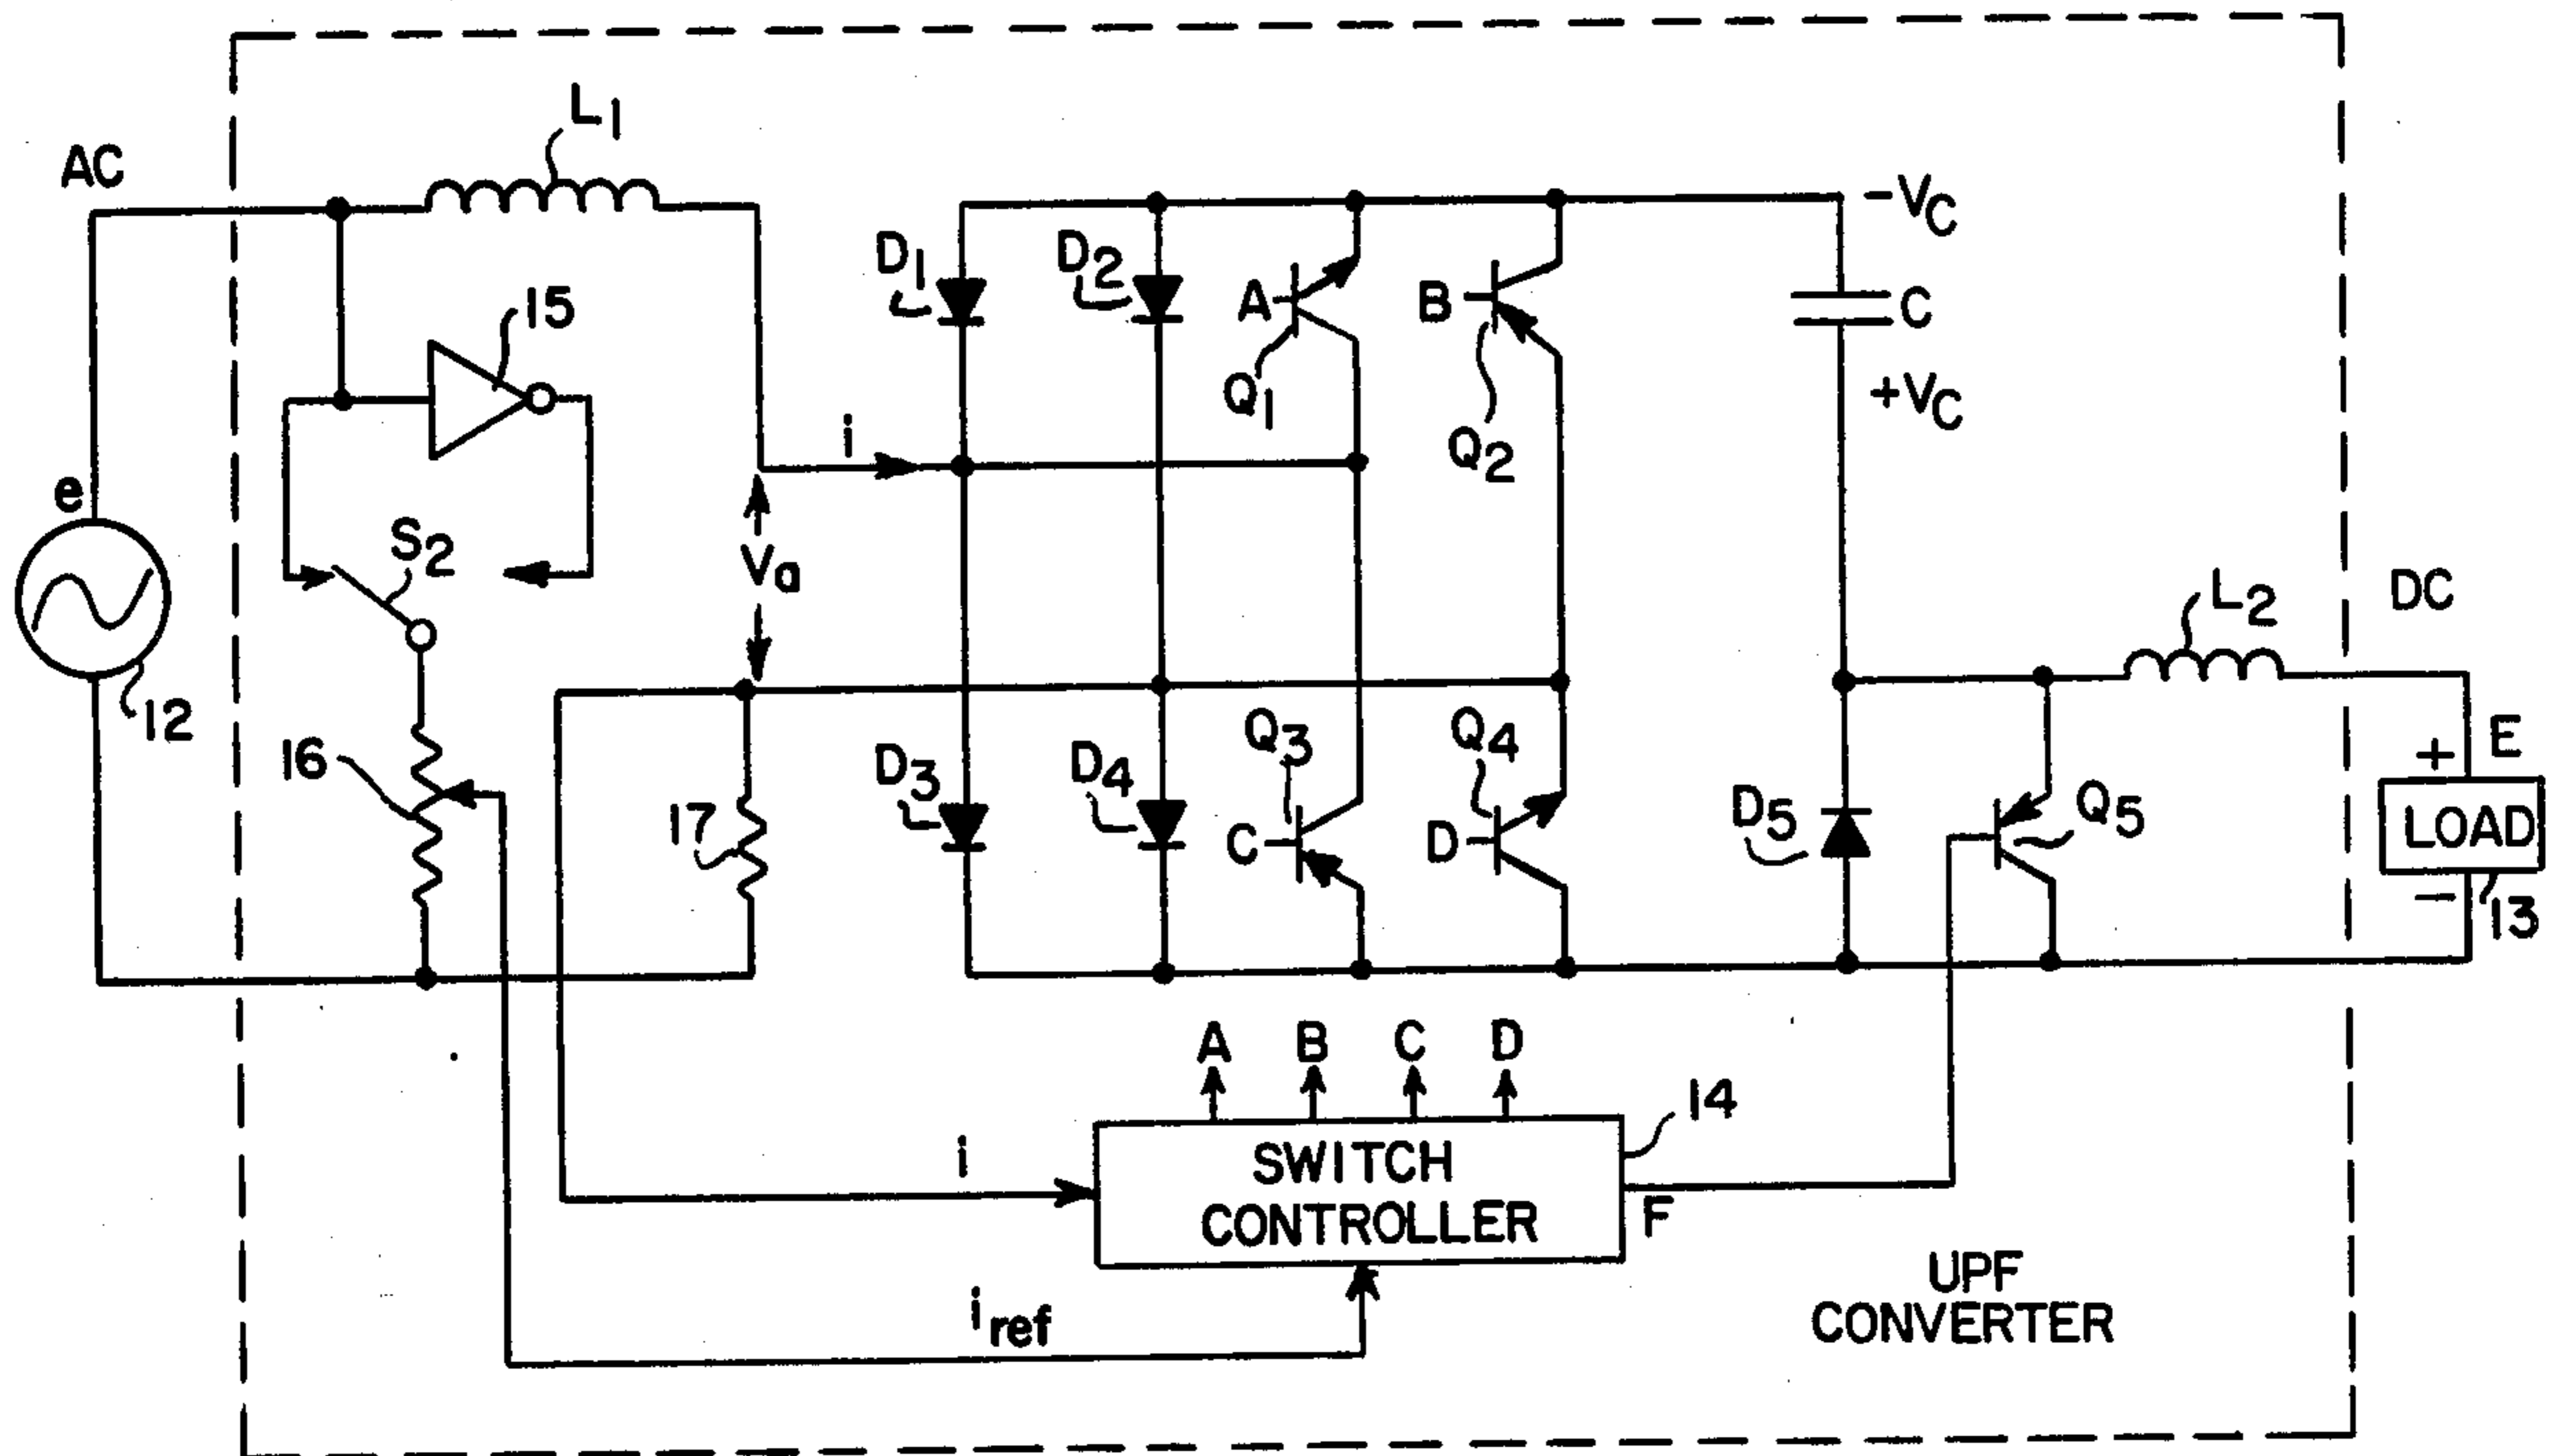 AC
L1
-VC
D1
D2
A
Q1
B
Q2
C
+VC
15
i
e
S2
Va
12
16
17
D3
D4
Q3
C
Q4
D
D5
Q5
L2
DC
+ E
LOAD
−
13
A B C D
14
i
SWITCH
CONTROLLER
F
iref
UPF
CONVERTER